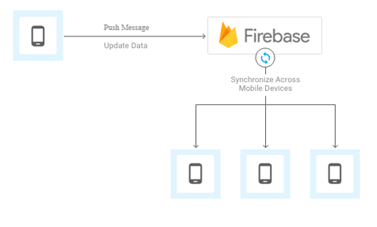 Push Message
Update Data
Firebase
Synchronize Across
Mobile Devices